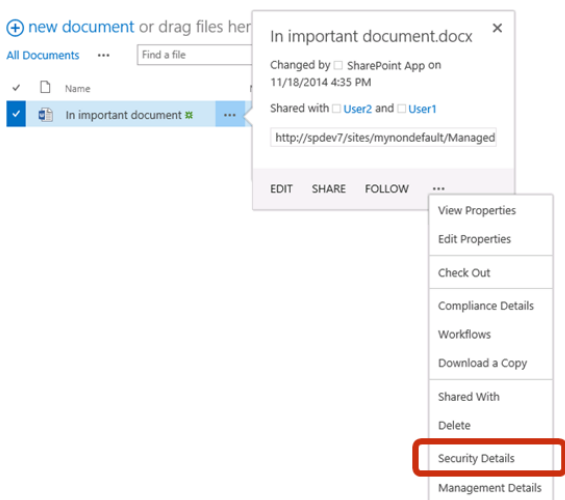 new document or drag files her
All Documents ... Find a file
Name
In important document ...
In important document.docx
Changed by SharePoint App on
11/18/2014 4:35 PM
Shared with User2 and User1
http://spdev7/sites/mynondefault/Managed
EDIT SHARE FOLLOW ...
View Properties
Edit Properties
Check Out
Compliance Details
Workflows
Download a Copy
Shared With
Delete
Security Details
Management Details